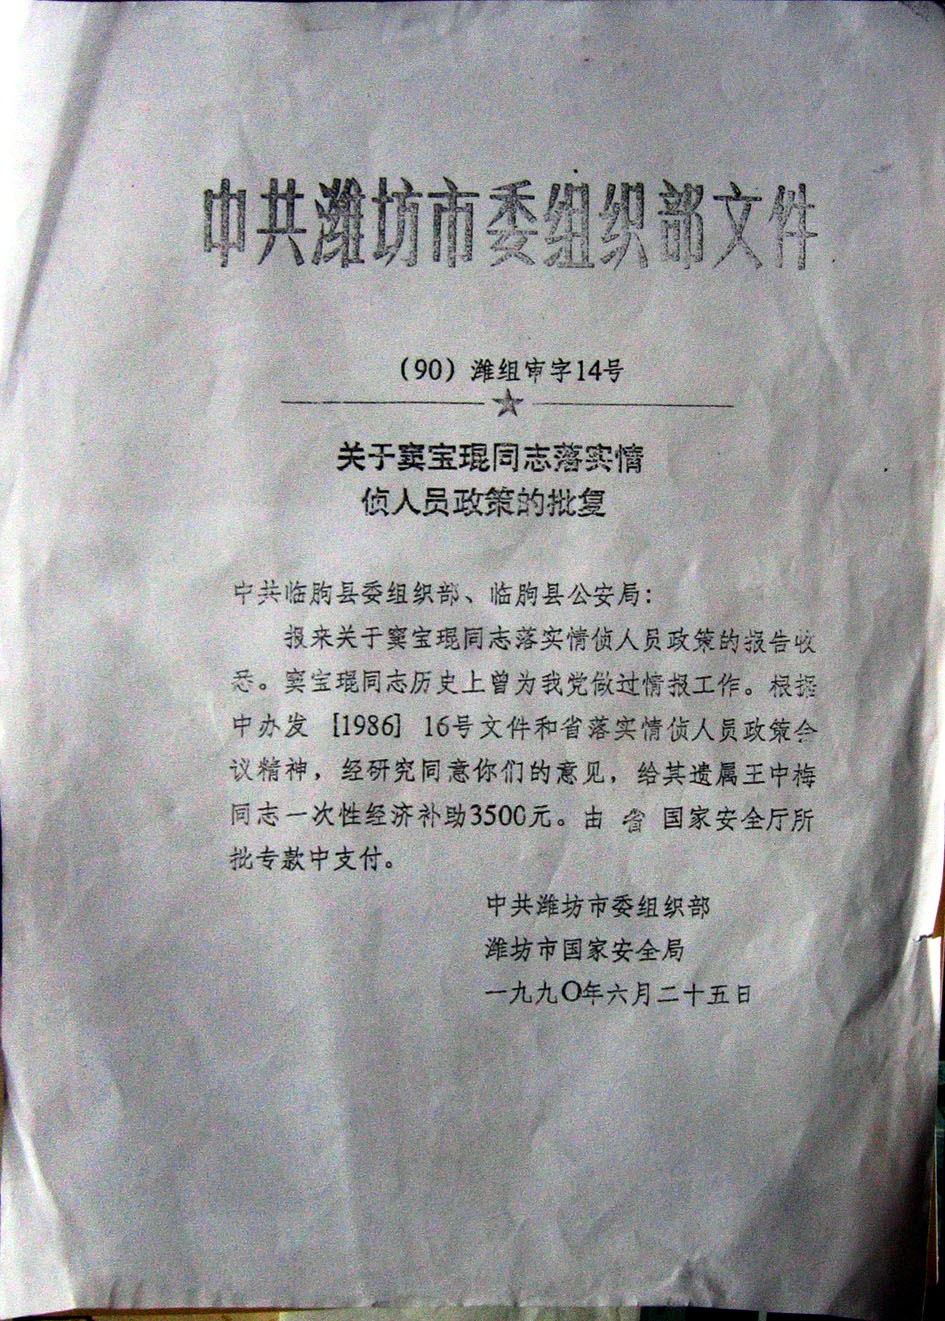 中共潍坊市委组织部文件
（90）潍组审字14号
关于窦宝琨同志落实情
侦人员政策的批复
中共临朐县委组织部、临朐县公安局：
报来关于窦宝琨同志落实情侦人员政策的报告收
悉。窦宝琨同志历史上曾为我党做过情报工作。根据
中办发 [1986] 16号文件和省落实情侦人员政策会
议精神，经研究同意你们的意见，给其遗属王中梅
同志一次性经济补助3500元。由 省 国家安全厅所
批专款中支付。
中共潍坊市委组织部
潍坊市国家安全局
一九九〇年六月二十五日